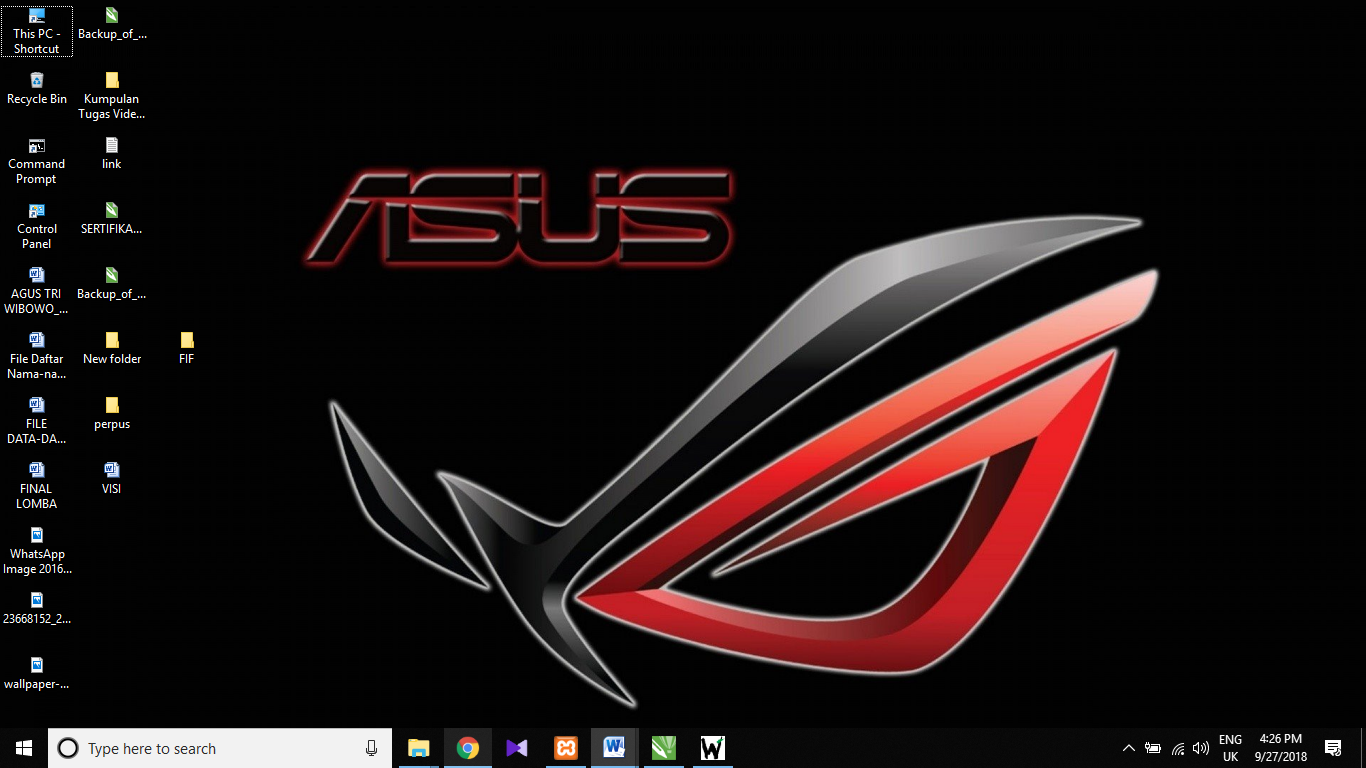 This PC -
Shortcut
Backup_of_...
Recycle Bin
Kumpulan
Tugas Vide...
Command
Prompt
link
Control
Panel
SERTIFIKA...
AGUS TRI
WIBOWO_...
Backup_of_...
File Daftar
Nama-na...
New folder
FIF
FILE
DATA-DA...
perpus
FINAL
LOMBA
VISI
WhatsApp
Image 2016...
23668152_2...
wallpaper-...
ASUS
Type here to search
ENG
UK
4:26 PM
9/27/2018